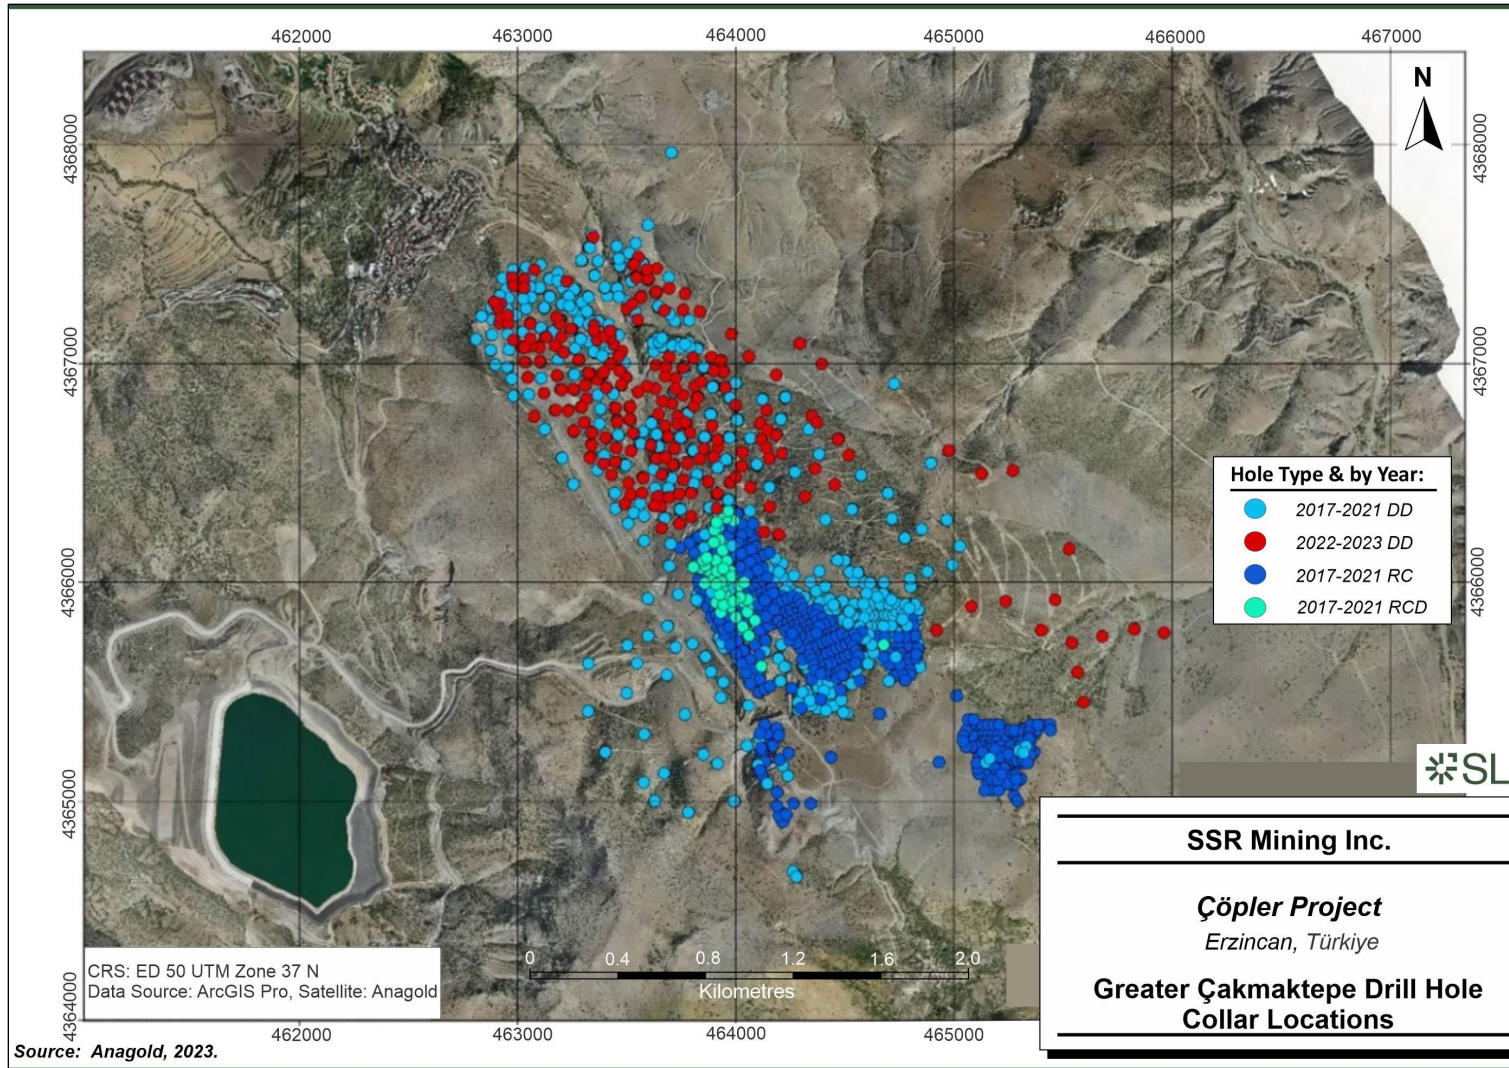 462000 463000 464000 465000 466000 467000
N
4368000 4368000
4367000 4367000
Hole Type & by Year:
2017-2021 DD
2022-2023 DD
2017-2021 RC
2017-2021 RCD
4366000 4366000
4365000
SL
SSR Mining Inc.
Çöpler Project
Erzincan, Türkiye
Greater Çakmaktepe Drill Hole
Collar Locations
0 0.4 0.8 1.2 1.6 2.0
Kilometres
CRS: ED 50 UTM Zone 37 N
Data Source: ArcGIS Pro, Satellite: Anagold
4364000
462000 463000 464000 465000
Source: Anagold, 2023.